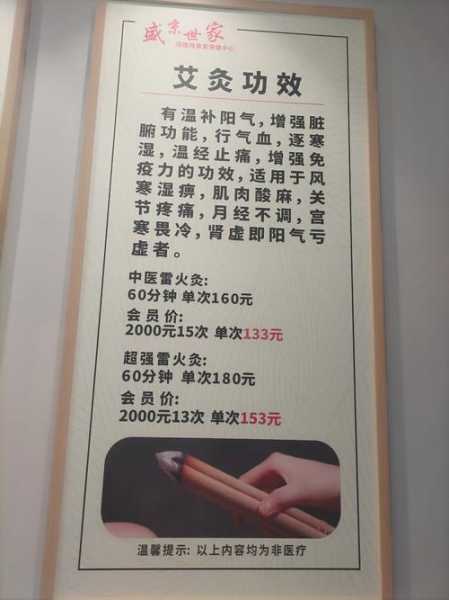 盛京世家
艾灸功效
有温补阳气,增强脏
腑功能,行气血,逐寒
湿,温经止痛,增强免
疫力的功效,适用于风
寒湿痹,肌肉酸麻,关
节疼痛,月经不调,宫
寒畏冷,肾虚即阳气亏
虚者。
中医雷火灸:
60分钟 单次160元
会员价:
2000元15次 单次133元
超强雷火灸:
60分钟 单次180元
会员价:
2000元13次 单次153元
温馨提示: 以上内容均为非医疗